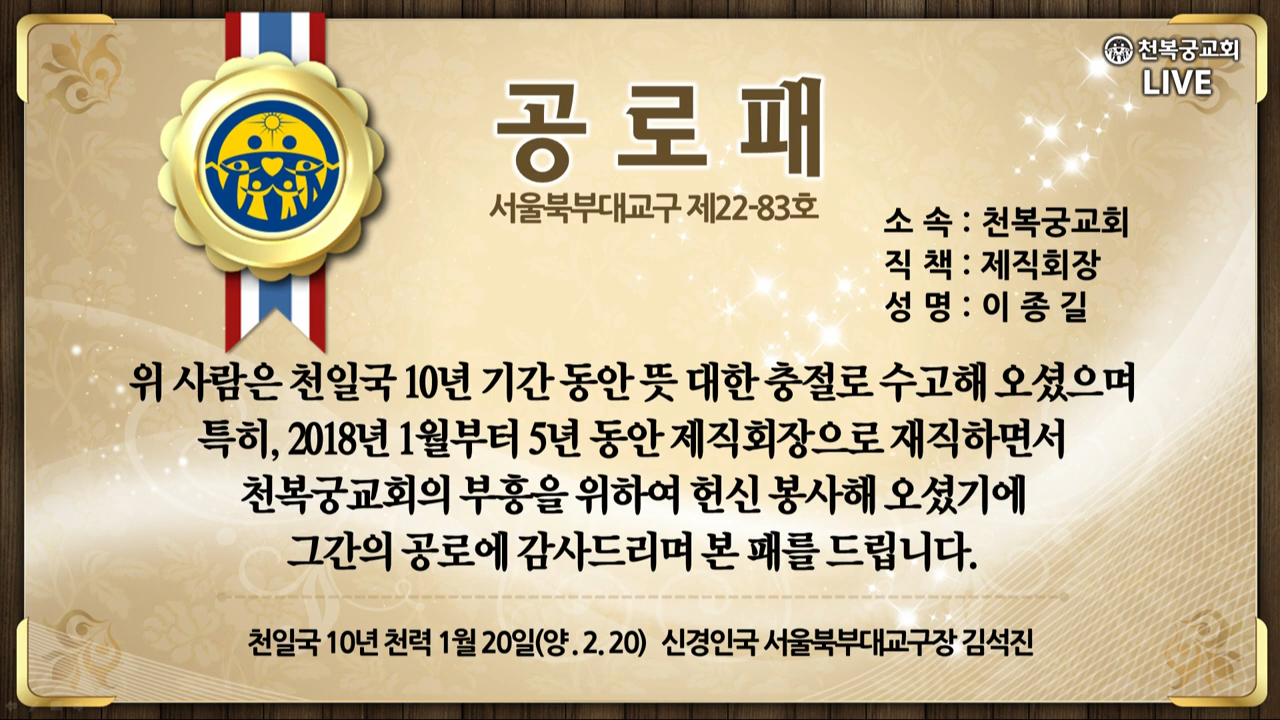 천복궁교회
LIVE
공로패
서울북부대교구 제22-83호
소 속 : 천복궁교회
직 책 : 제직회장
성 명 : 이 종 길
위 사람은 천일국 10년 기간 동안 뜻 대한 충절로 수고해 오셨으며
특히, 2018년 1월부터 5년 동안 제직회장으로 재직하면서
천복궁교회의 부흥을 위하여 헌신 봉사해 오셨기에
그간의 공로에 감사드리며 본 패를 드립니다.
천일국 10년 천력 1월 20일(양 . 2. 20) 신경인국 서울북부대교구장 김석진